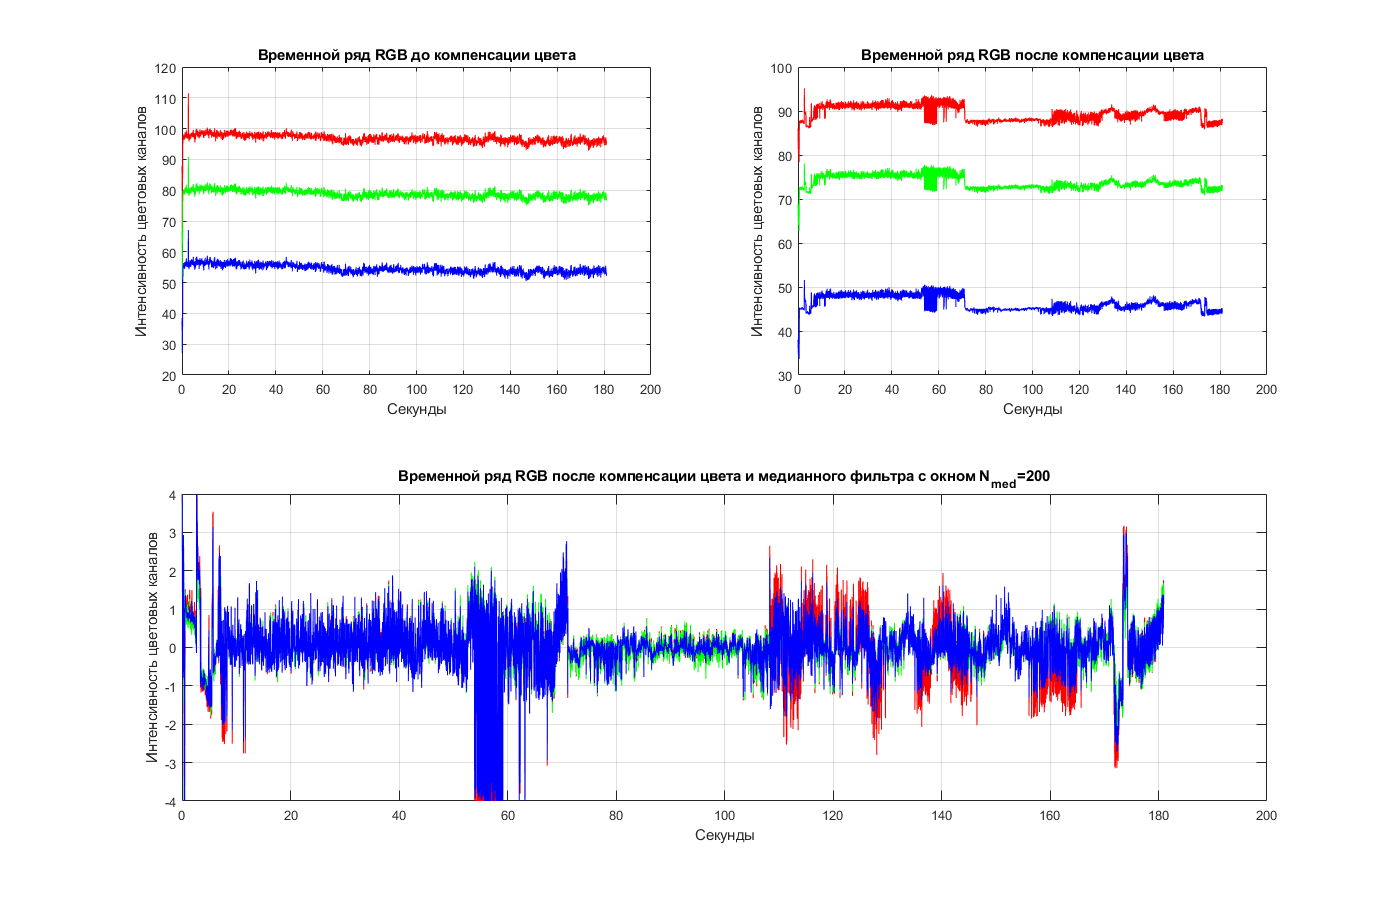 Временной ряд RGB до компенсации цвета
120
110
100
90
80
70
60
50
40
30
20
Интенсивность цветовых каналов
0 20 40 60 80 100 120 140 160 180 200
Секунды
Временной ряд RGB после компенсации цвета
100
90
80
70
60
50
40
30
Интенсивность цветовых каналов
0 20 40 60 80 100 120 140 160 180 200
Секунды
Временной ряд RGB после компенсации цвета и медианного фильтра с окном N_med=200
4
3
2
1
0
-1
-2
-3
-4
Интенсивность цветовых каналов
0 20 40 60 80 100 120 140 160 180 200
Секунды